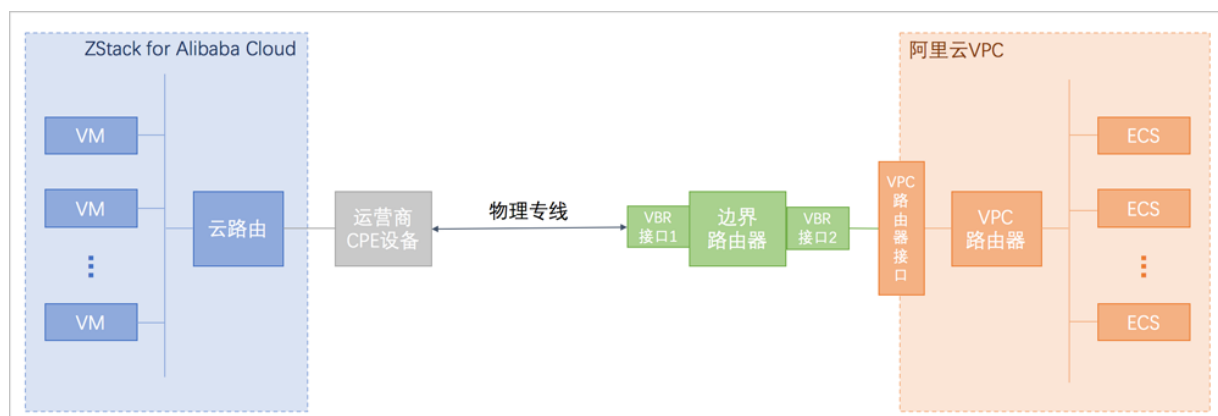 ZStack for Alibaba Cloud
VM
VM
VM
云路由
运营商
CPE设备
物理专线
VBR
接口1
边界
路由器
VBR
接口2
阿里云VPC
VPC
路
由
器
接
口
VPC
路由器
ECS
ECS
ECS